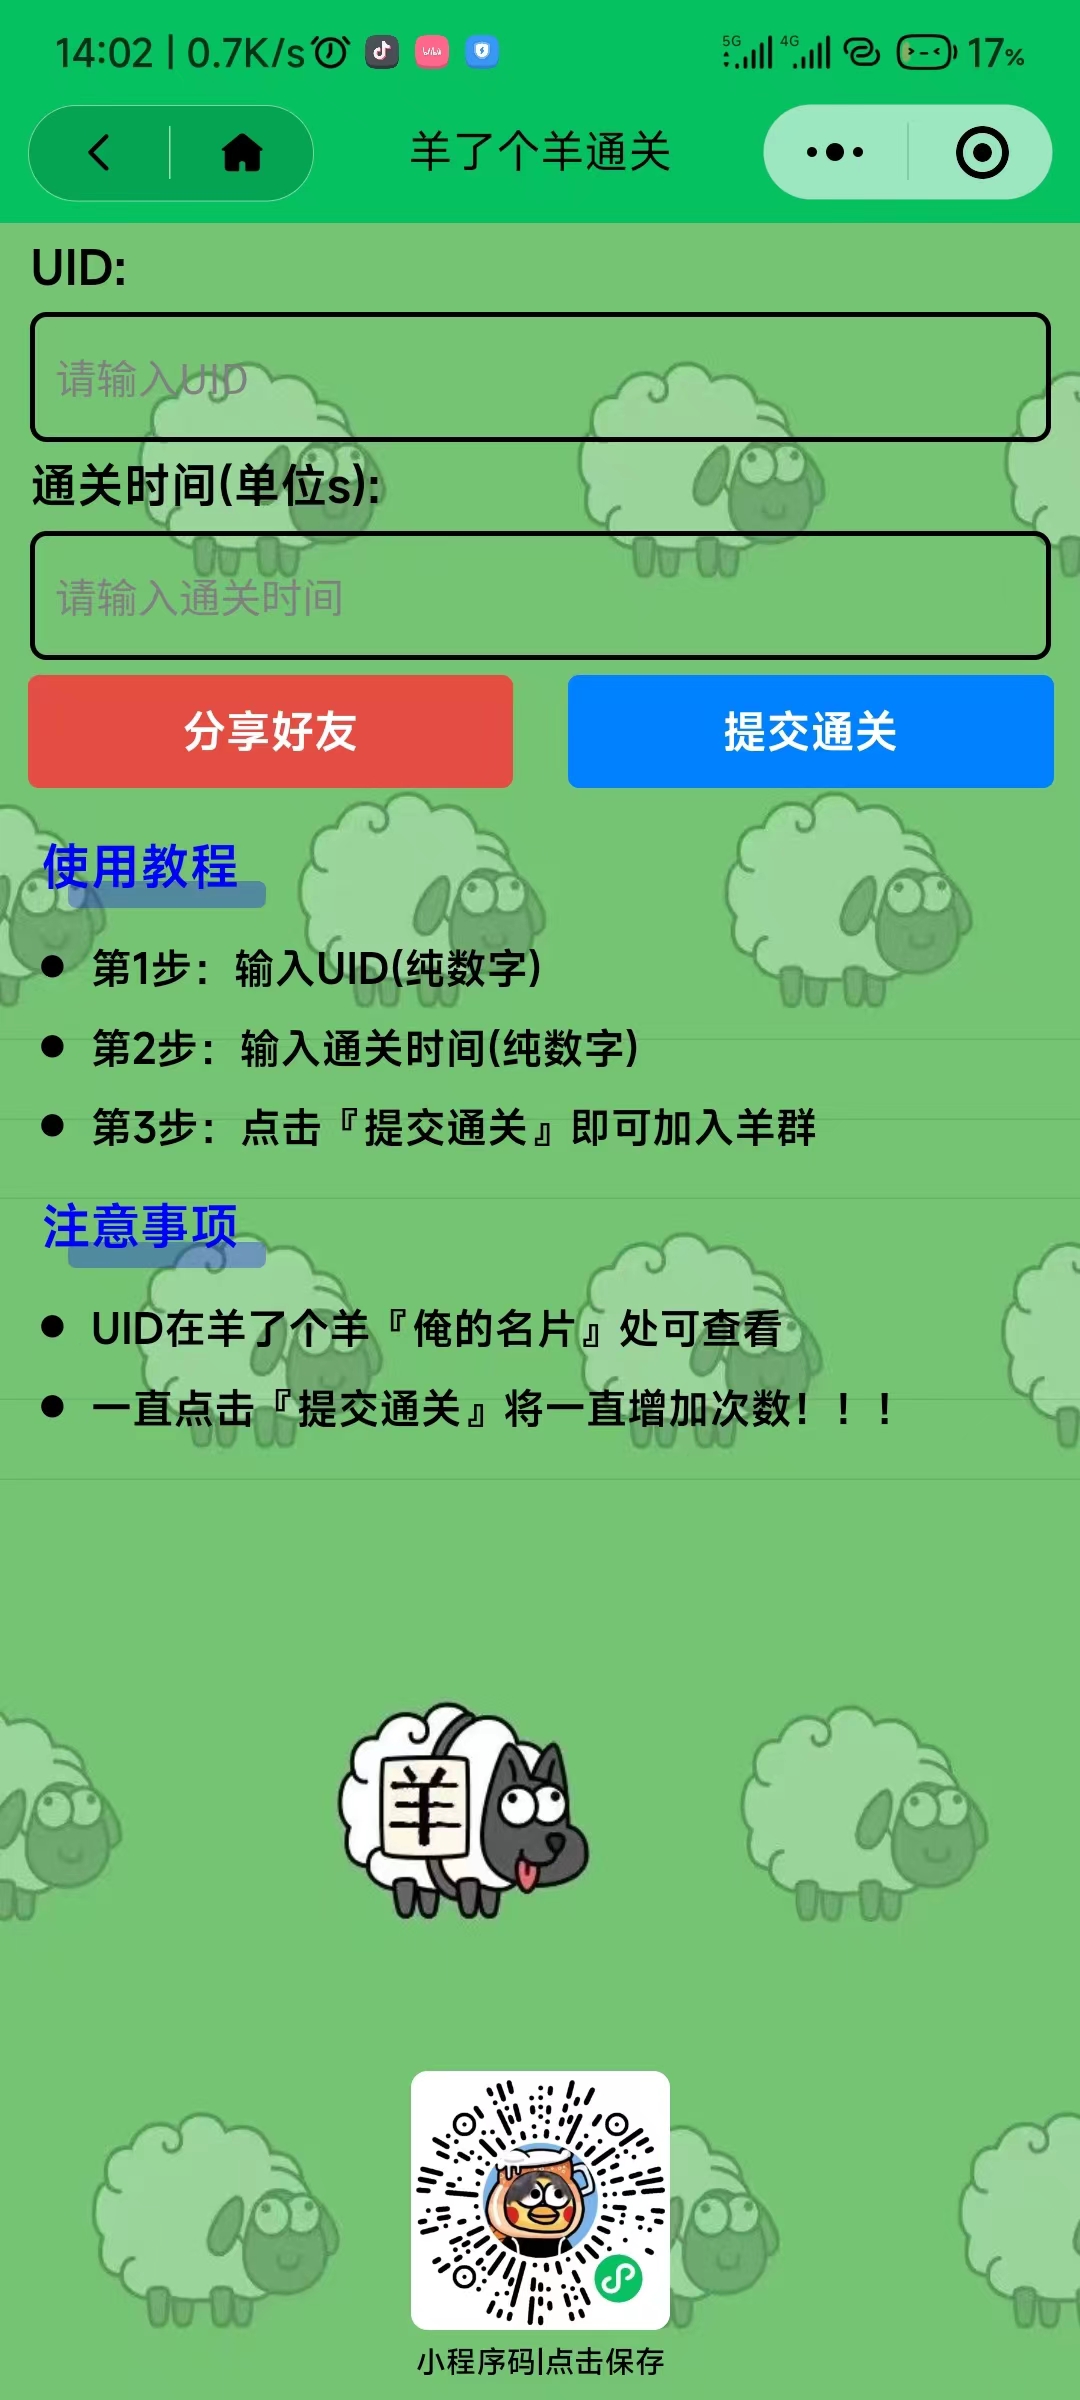 14:02 | 0.7K/s 5G 4G 17%
羊了个羊通关
UID:
请输入UID
通关时间(单位s):
请输入通关时间
分享好友 提交通关
使用教程
第1步：输入UID(纯数字)
第2步：输入通关时间(纯数字)
第3步：点击『提交通关』即可加入羊群
注意事项
UID在羊了个羊『俺的名片』处可查看
一直点击『提交通关』将一直增加次数！！！
羊
小程序码|点击保存